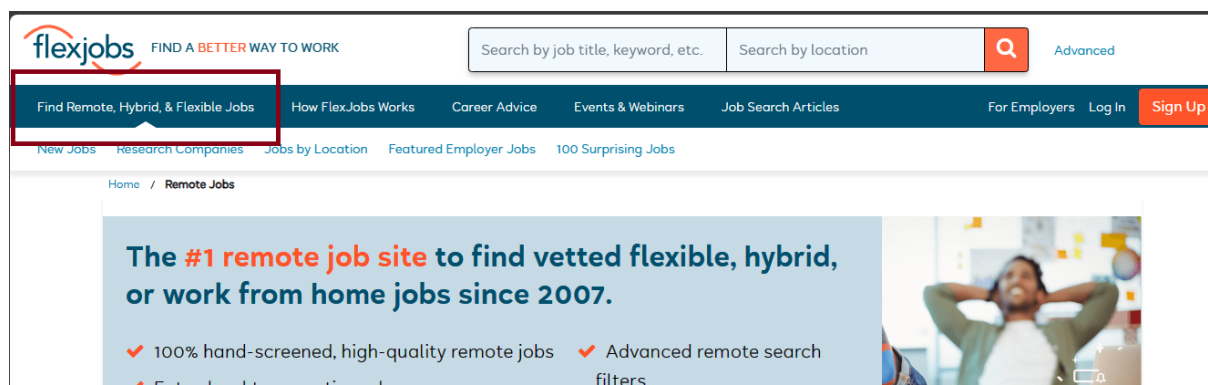 flexjobs FIND A BETTER WAY TO WORK
Search by job title, keyword, etc. Search by location Advanced
Find Remote, Hybrid, & Flexible Jobs How FlexJobs Works Career Advice Events & Webinars Job Search Articles For Employers Log In Sign Up
New Jobs Research Companies Jobs by Location Featured Employer Jobs 100 Surprising Jobs
Home / Remote Jobs
The #1 remote job site to find vetted flexible, hybrid,
or work from home jobs since 2007.
100% hand-screened, high-quality remote jobs
Advanced remote search
filters